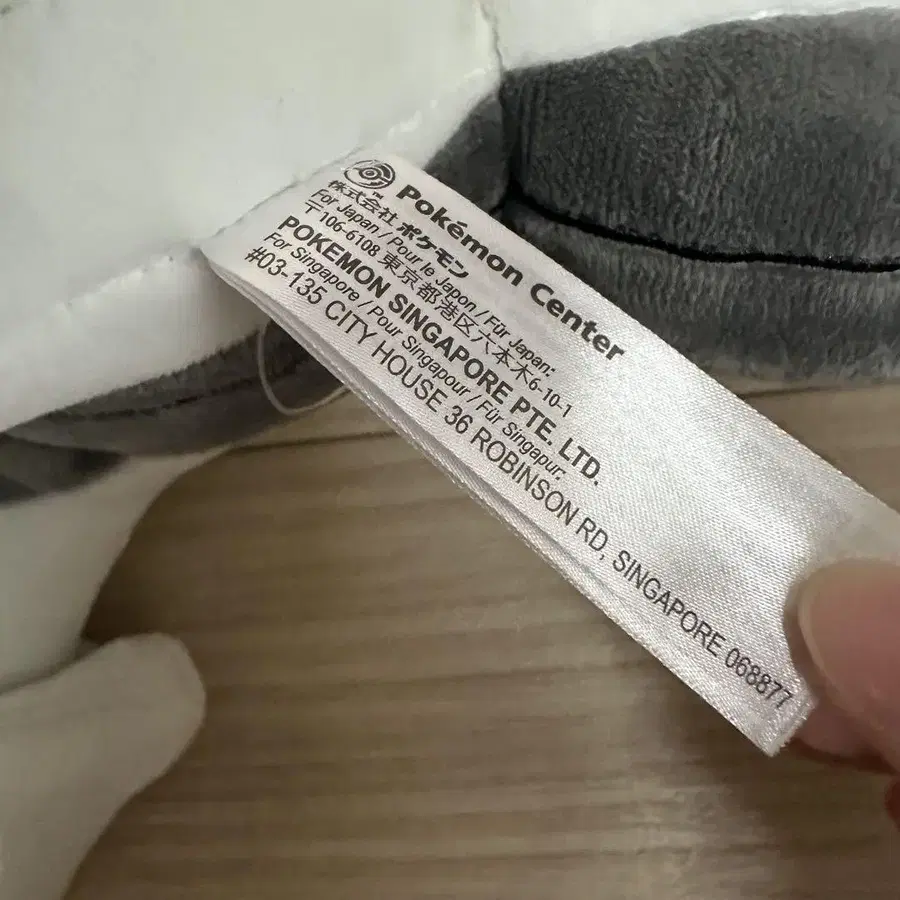 Pokémon Center
TM
株式会社 ポケモン
For Japan / Pour le Japon / Für Japan:
〒106-6108 東京都港区六本木6-10-1
POKEMON SINGAPORE PTE. LTD.
For Singapore / Pour Singapour / Für Singapur:
#03-135 CITY HOUSE 36 ROBINSON RD, SINGAPORE 068877